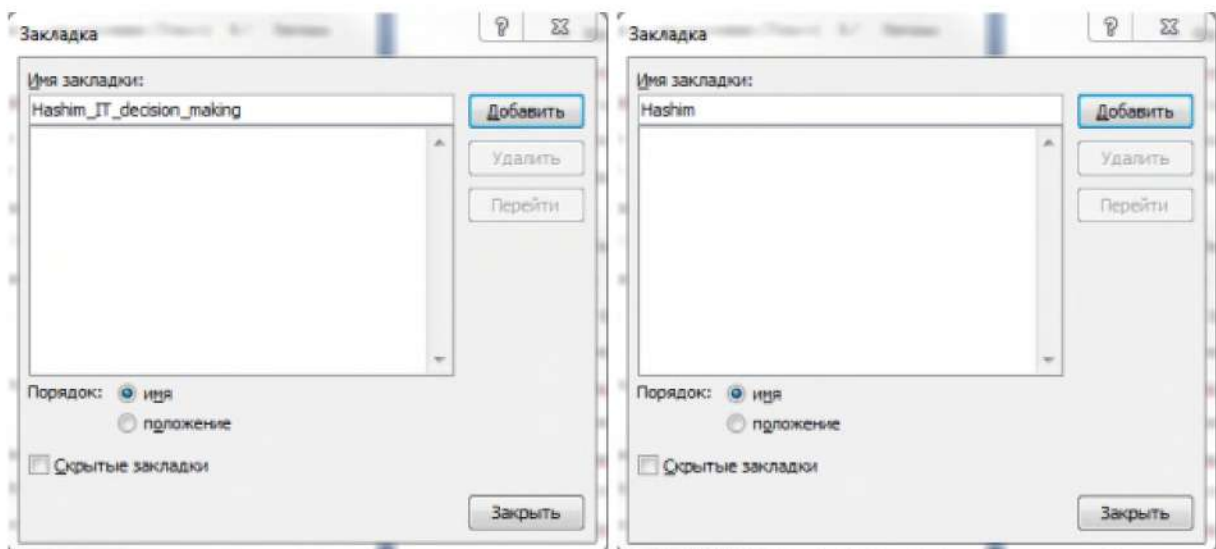 Закладка
Имя закладки:
Hashim_IT_decision_making
Добавить
Удалить
Перейти
Порядок:
имя
положение
Скрытые закладки
Закрыть
Закладка
Имя закладки:
Hashim
Добавить
Удалить
Перейти
Порядок:
имя
положение
Скрытые закладки
Закрыть